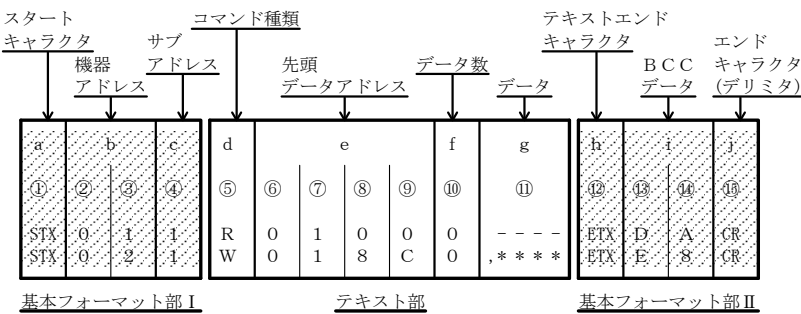 スタート
キャラクタ
機器
アドレス
サブ
アドレス
コマンド種類
先頭
データアドレス
データ数
データ
テキストエンド
キャラクタ
BCC
データ
エンド
キャラクタ
(デリミタ)
a b c d e f g h i j
① ② ③ ④ ⑤ ⑥ ⑦ ⑧ ⑨ ⑩ ⑪ ⑫ ⑬ ⑭ ⑮
STX 0 1 1 R 0 1 0 0 0 ---- ETX D A CR
STX 0 2 1 W 0 1 8 C 0 ,**** ETX E 8 CR
基本フォーマット部Ⅰ テキスト部 基本フォーマット部Ⅱ